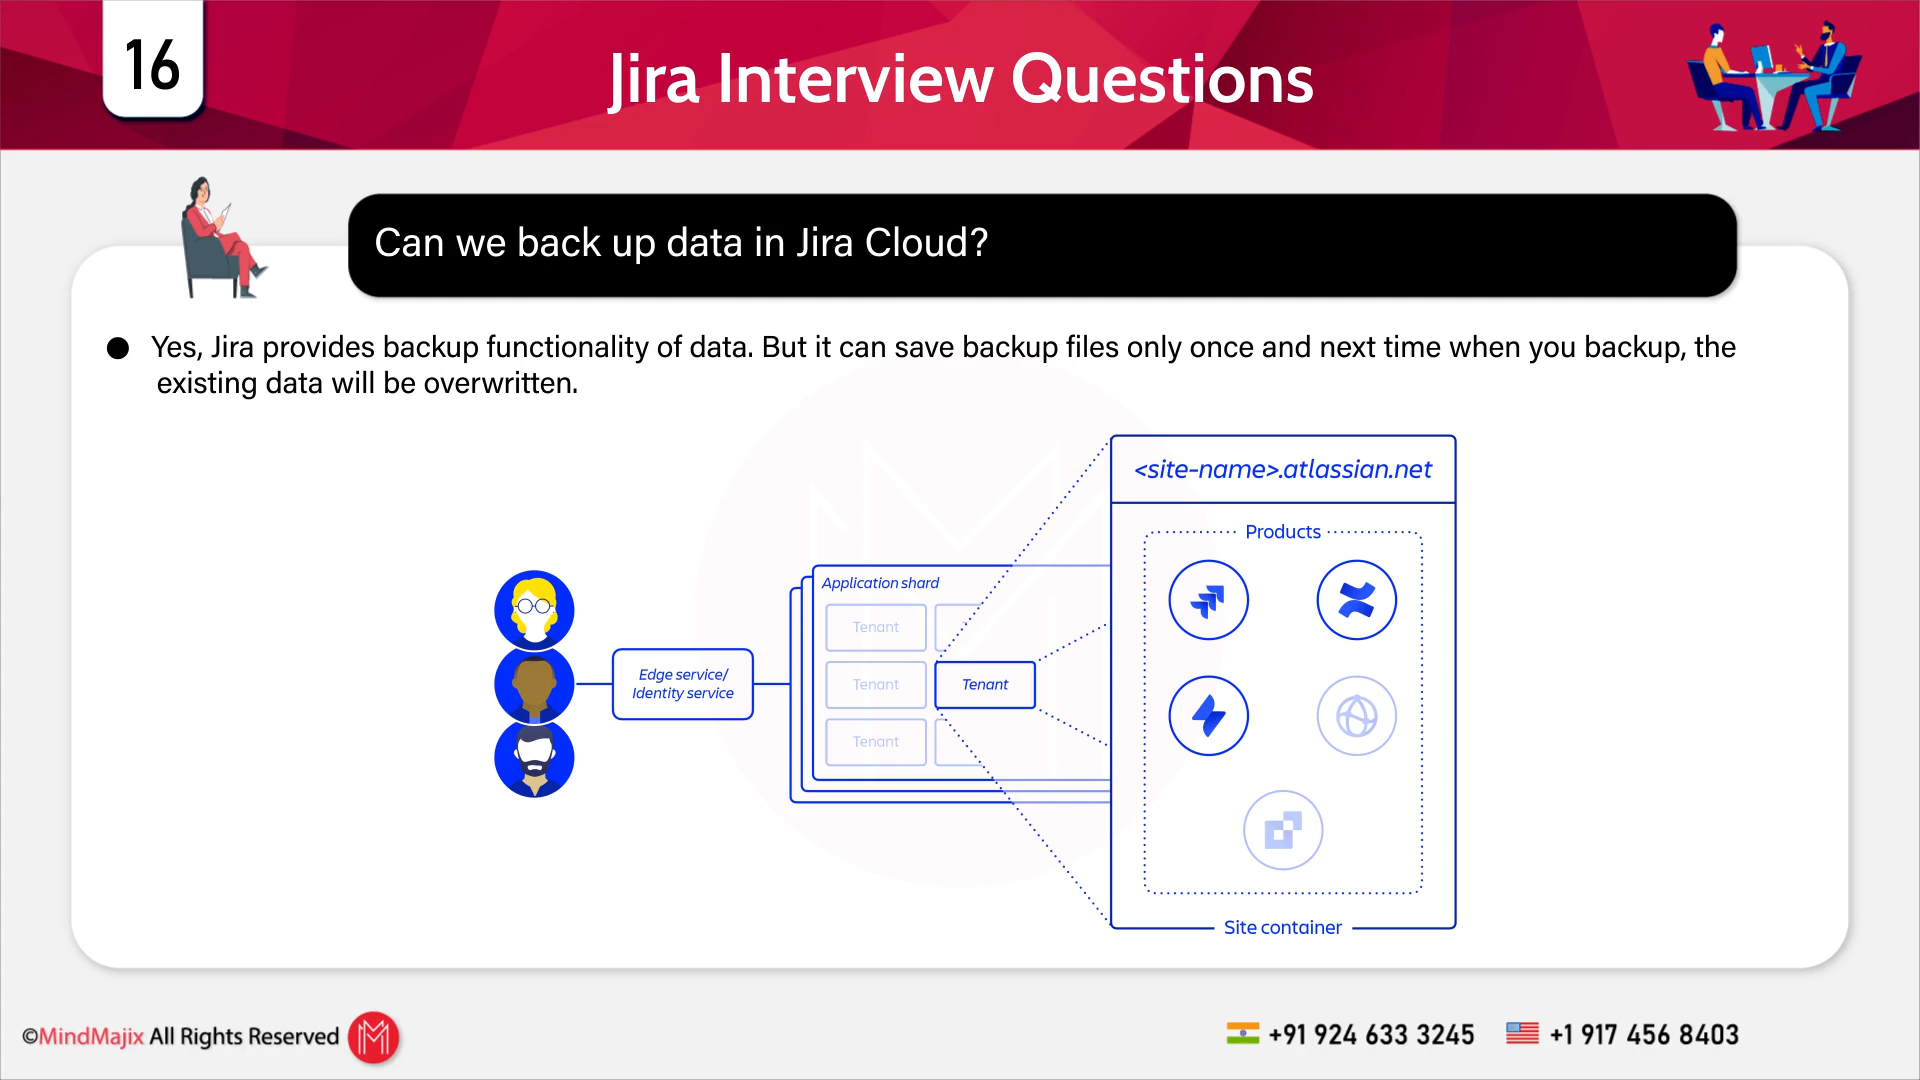 16
Jira Interview Questions
Can we back up data in Jira Cloud?
Yes, Jira provides backup functionality of data. But it can save backup files only once and next time when you backup, the
existing data will be overwritten.
<site-name>.atlassian.net
Products
Application shard
Tenant
Edge service/
Identity service
Tenant
Tenant
Tenant
Site container
©MindMajix All Rights Reserved
+91 924 633 3245
+1 917 456 8403